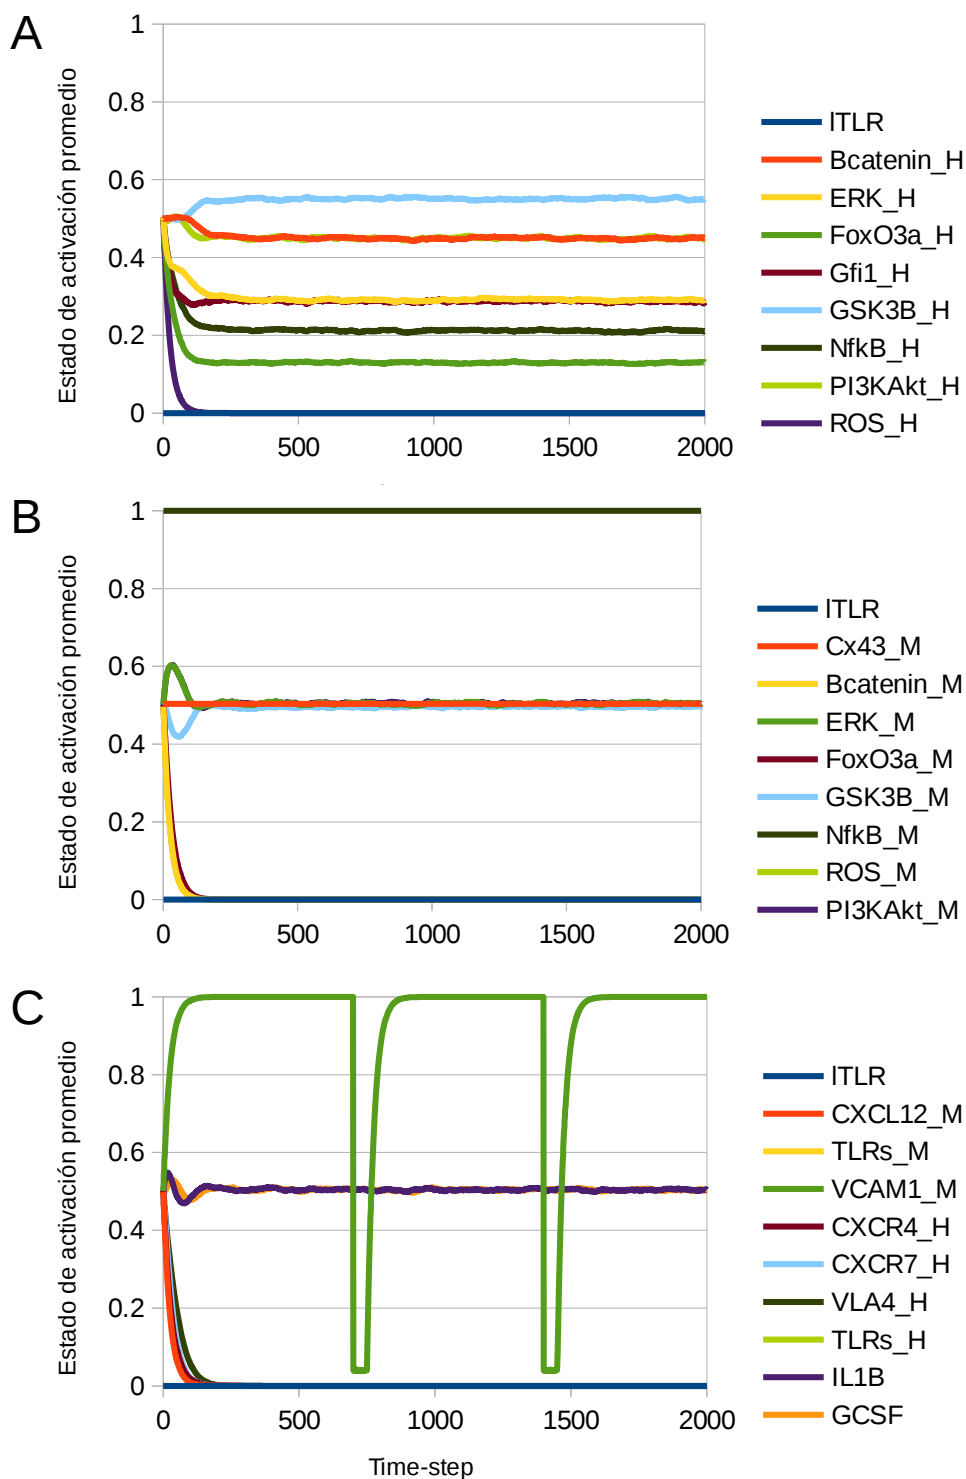 A
Estado de activación promedio
1
0.8
0.6
0.4
0.2
0
0
500
1000
1500
2000
lTLR
Bcatenin_H
ERK_H
FoxO3a_H
Gfi1_H
GSK3B_H
NfkB_H
PI3KAkt_H
ROS_H
B
Estado de activación promedio
1
0.8
0.6
0.4
0.2
0
0
500
1000
1500
2000
lTLR
Cx43_M
Bcatenin_M
ERK_M
FoxO3a_M
GSK3B_M
NfkB_M
ROS_M
PI3KAkt_M
C
Estado de activación promedio
1
0.8
0.6
0.4
0.2
0
0
500
1000
1500
2000
Time-step
lTLR
CXCL12_M
TLRs_M
VCAM1_M
CXCR4_H
CXCR7_H
VLA4_H
TLRs_H
IL1B
GCSF